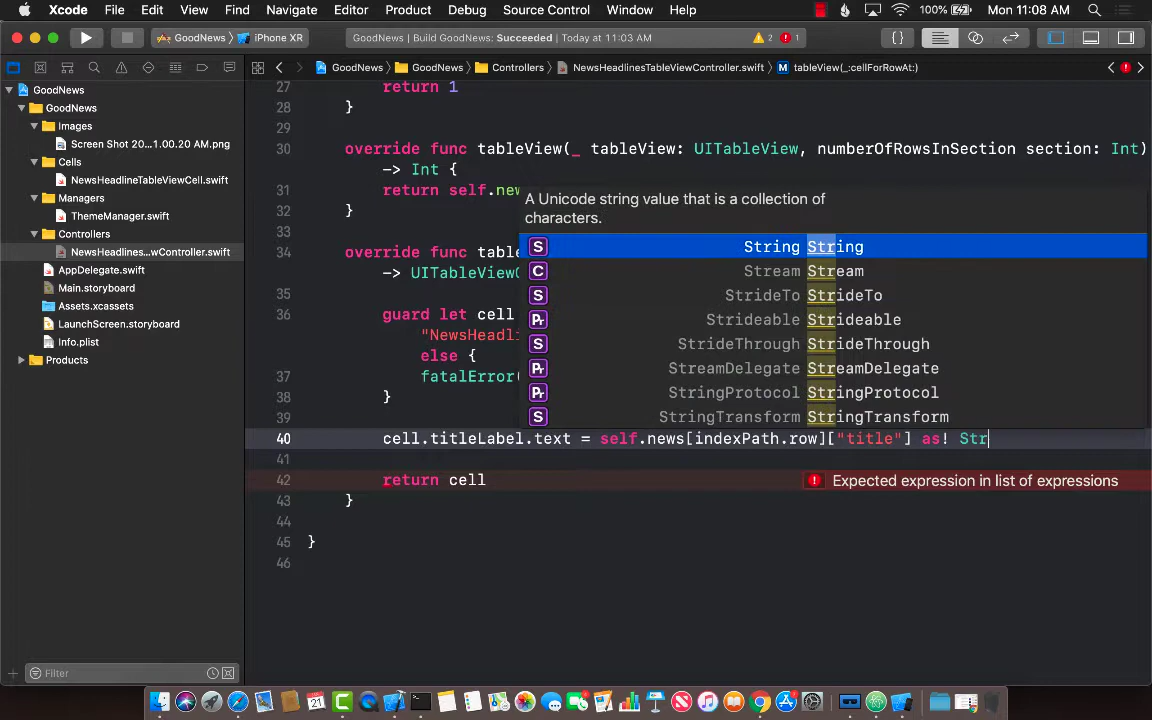 Xcode File Edit View Find Navigate Editor Product Debug Source Control Window Help 100% Mon 11:08 AM
GoodNews iPhone XR GoodNews | Build GoodNews: Succeeded | Today at 11:03 AM 2 1 {}
GoodNews GoodNews Controllers NewsHeadlinesTableViewController.swift M tableView(_:cellForRowAt:)
GoodNews
GoodNews
Images
Screen Shot 20...1.00.20 AM.png
Cells
NewsHeadlineTableViewCell.swift
Managers
ThemeManager.swift
Controllers
NewsHeadlines...wController.swift
AppDelegate.swift
Main.storyboard
Assets.xcassets
LaunchScreen.storyboard
Info.plist
Products
Filter
27 return 1
28 }
29
30 override func tableView(_ tableView: UITableView, numberOfRowsInSection section: Int)
-> Int {
31 return self.new
32 }
33
34 override func table
-> UITableViewC
35
36 guard let cell
"NewsHeadli
else {
37 fatalError(
38 }
39
40 cell.titleLabel.text = self.news[indexPath.row]["title"] as! Str
41
42 return cell Expected expression in list of expressions
43 }
44
45 }
46
A Unicode string value that is a collection of
characters.
S String String
C Stream Stream
S StrideTo StrideTo
Pr Strideable Strideable
S StrideThrough StrideThrough
Pr StreamDelegate StreamDelegate
Pr StringProtocol StringProtocol
S StringTransform StringTransform